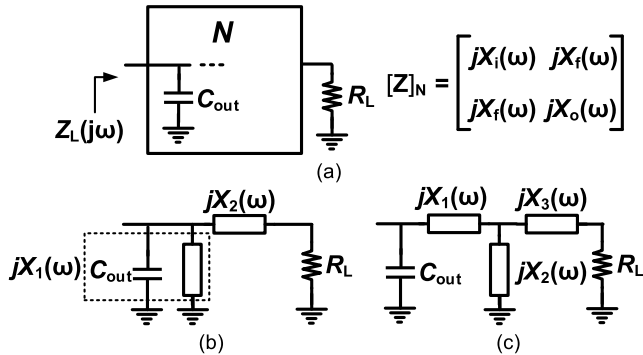 N
C_out
Z_L(jω)
R_L
[Z]_N = [ jX_i(ω) jX_f(ω)
jX_f(ω) jX_o(ω) ]
(a)
jX_2(ω)
jX_1(ω)
C_out
R_L
(b)
jX_1(ω) jX_3(ω)
C_out
jX_2(ω)
R_L
(c)